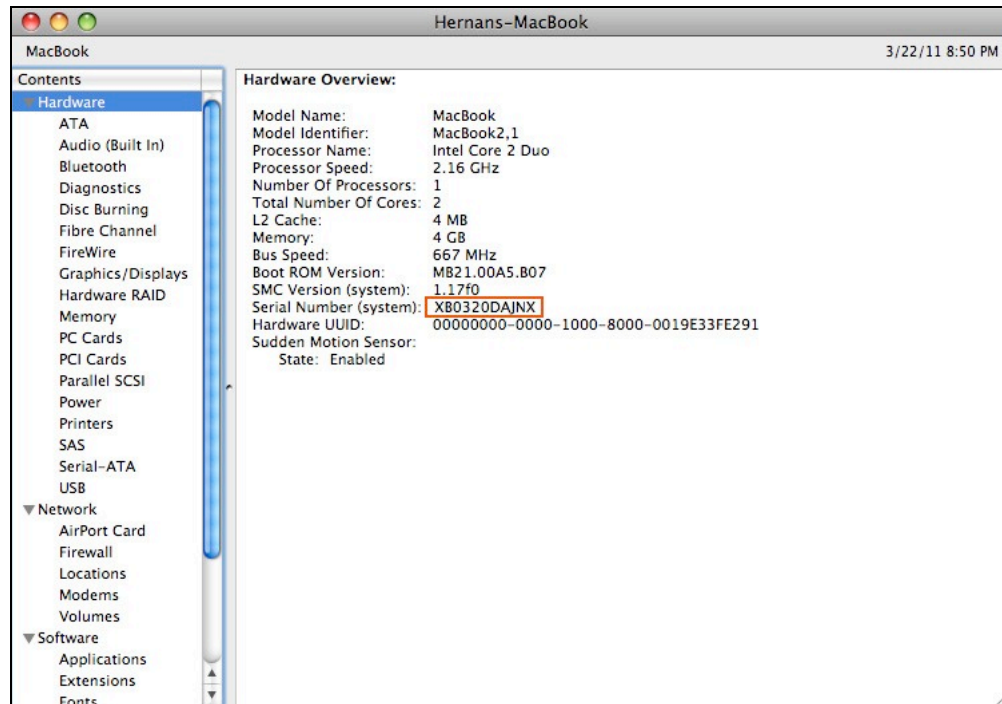 Hernans-MacBook
MacBook
3/22/11 8:50 PM
Contents
Hardware
ATA
Audio (Built In)
Bluetooth
Diagnostics
Disc Burning
Fibre Channel
FireWire
Graphics/Displays
Hardware RAID
Memory
PC Cards
PCI Cards
Parallel SCSI
Power
Printers
SAS
Serial-ATA
USB
Network
AirPort Card
Firewall
Locations
Modems
Volumes
Software
Applications
Extensions
Fonts
Hardware Overview:
Model Name: MacBook
Model Identifier: MacBook2,1
Processor Name: Intel Core 2 Duo
Processor Speed: 2.16 GHz
Number Of Processors: 1
Total Number Of Cores: 2
L2 Cache: 4 MB
Memory: 4 GB
Bus Speed: 667 MHz
Boot ROM Version: MB21.00A5.B07
SMC Version (system): 1.17f0
Serial Number (system): XB0320DAJNX
Hardware UUID: 00000000-0000-1000-8000-0019E33FE291
Sudden Motion Sensor:
State: Enabled